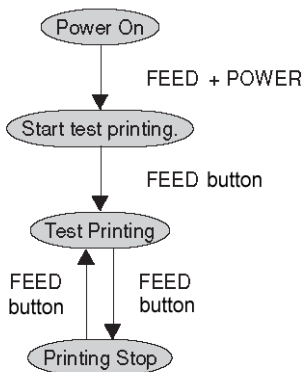 Power On
FEED + POWER
Start test printing.
FEED button
Test Printing
FEED
button
FEED
button
Printing Stop